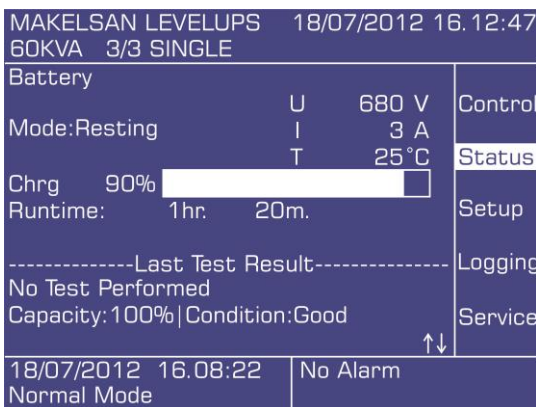 MAKELSAN LEVELUPS 18/07/2012 16.12:47
60KVA 3/3 SINGLE
Battery
U 680 V
Mode:Resting I 3 A
T 25°C
Chrg 90%
Runtime: 1hr. 20m.
-------------Last Test Result--------------
No Test Performed
Capacity:100%|Condition:Good
↑↓
Control
Status
Setup
Logging
Service
18/07/2012 16.08:22 No Alarm
Normal Mode